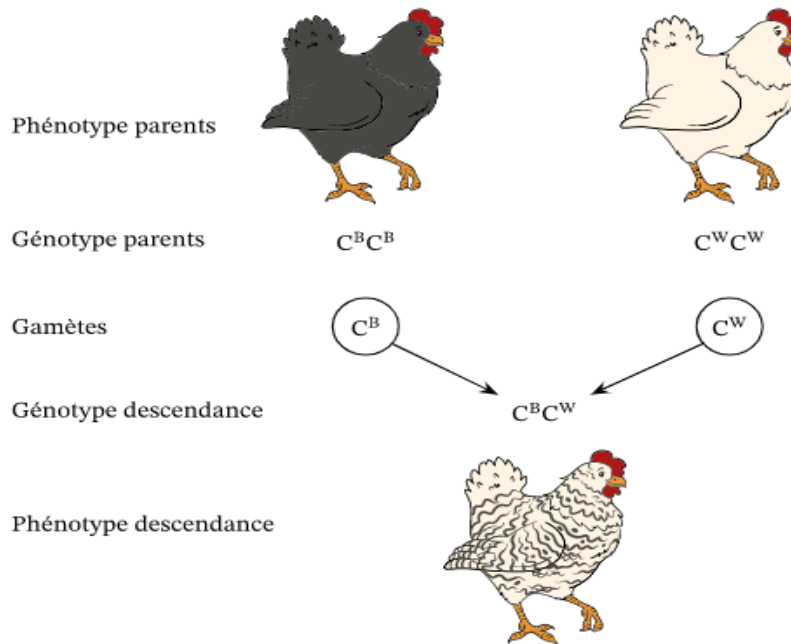 Phénotype parents
Génotype parents CᴮCᴮ CᵂCᵂ
Gamètes Cᴮ Cᵂ
Génotype descendance CᴮCᵂ
Phénotype descendance